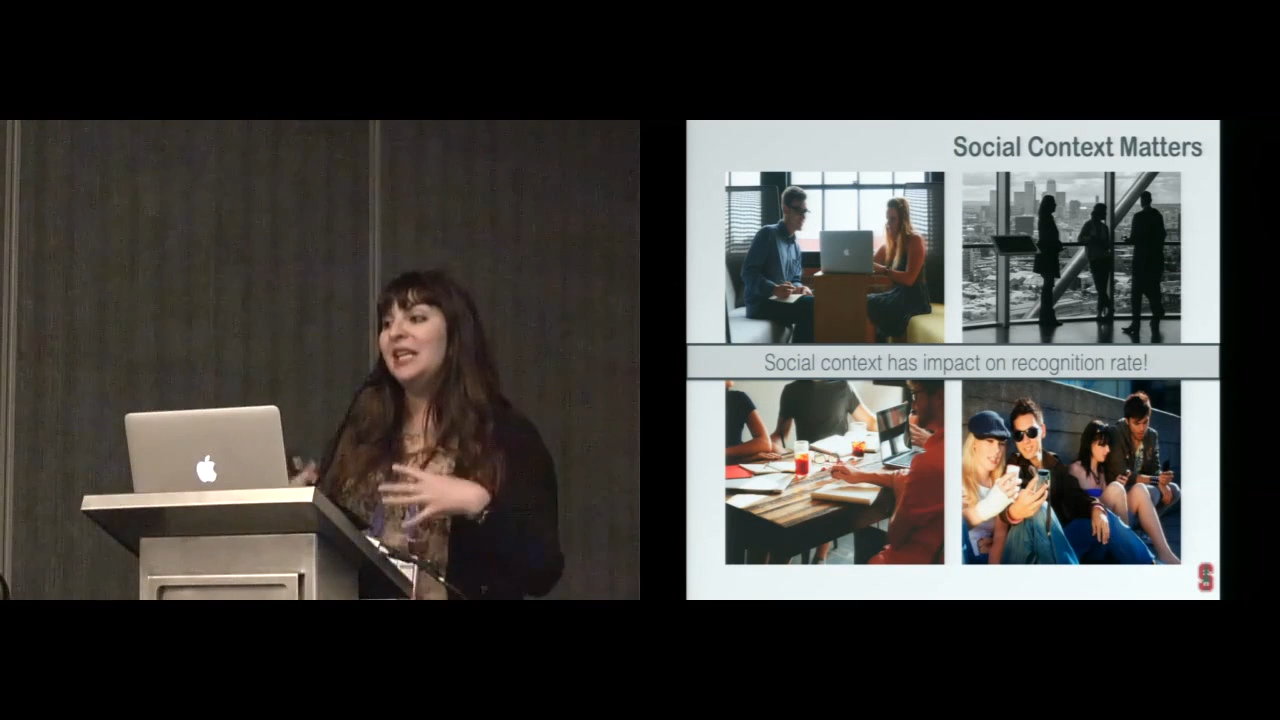 Social Context Matters
Social context has impact on recognition rate!